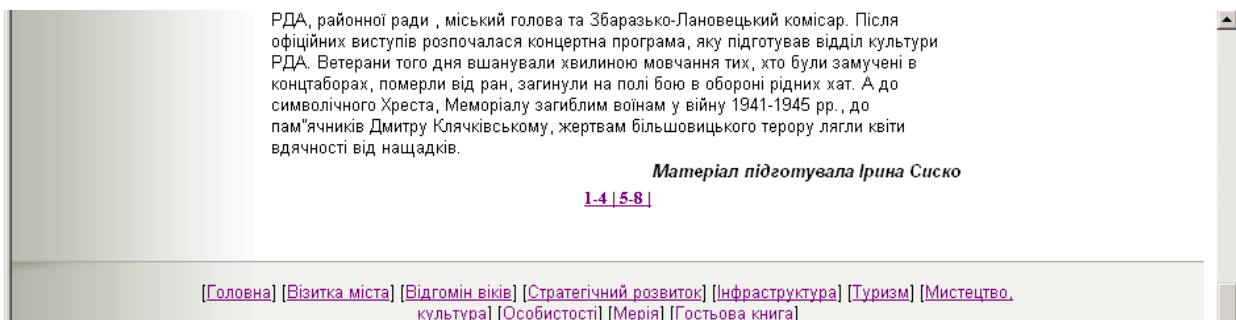 РДА, районної ради , міський голова та Збаразько-Лановецький комісар. Після
офіційних виступів розпочалася концертна програма, яку підготував відділ культури
РДА. Ветерани того дня вшанували хвилиною мовчання тих, хто були замучені в
концтаборах, померли від ран, загинули на полі бою в обороні рідних хат. А до
символічного Хреста, Меморіалу загиблим воїнам у війну 1941-1945 рр., до
пам"ячників Дмитру Клячківському, жертвам більшовицького терору лягли квіти
вдячності від нащадків.
Матеріал підготувала Ірина Сиско
1-4 | 5-8 |
[Головна] [Візитка міста] [Відгомін віків] [Стратегічний розвиток] [Інфраструктура] [Туризм] [Мистецтво,
культура] [Особистості] [Мерія] [Гостьова книга]